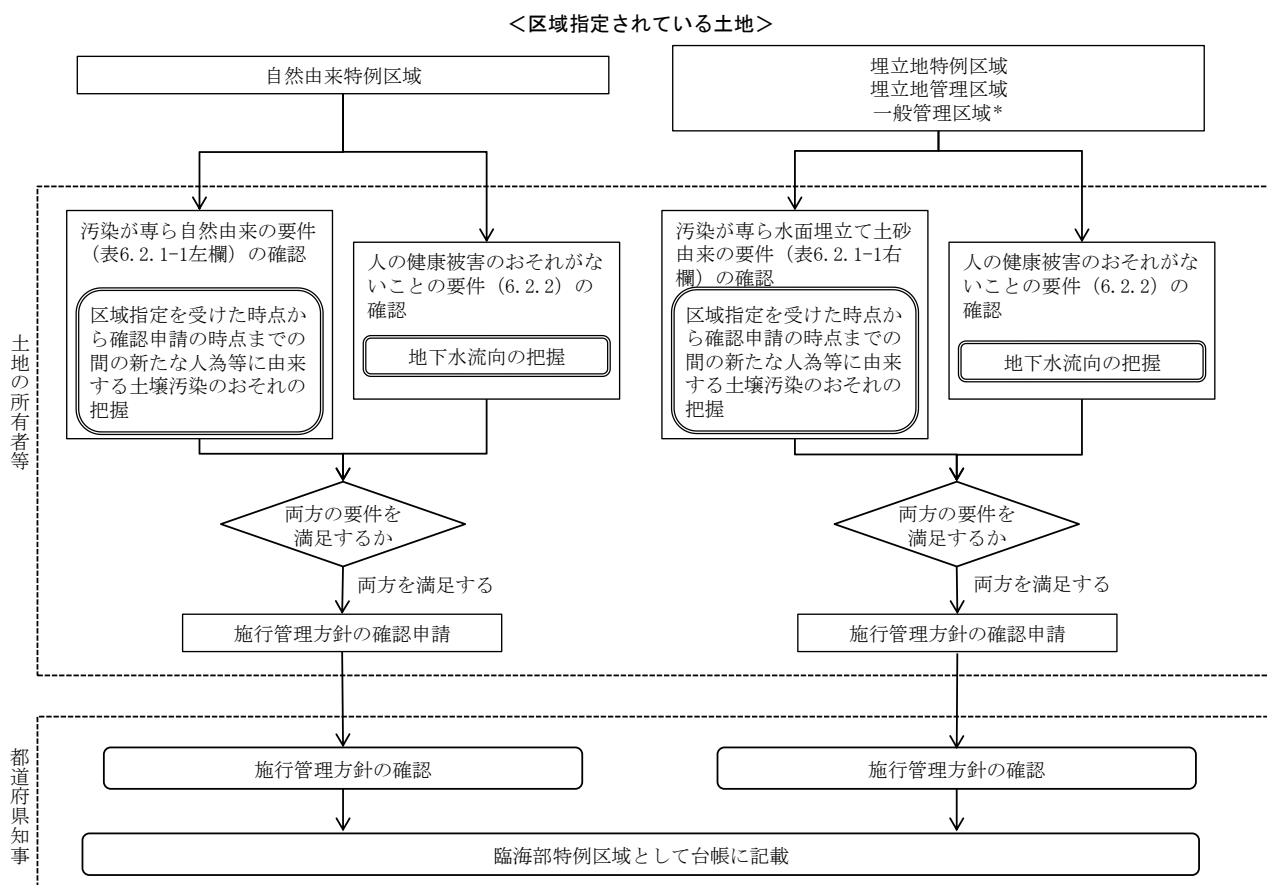 ＜区域指定されている土地＞
自然由来特例区域
埋立地特例区域
埋立地管理区域
一般管理区域*
土地の所有者等
汚染が専ら自然由来の要件
（表6.2.1-1左欄）の確認
区域指定を受けた時点
から確認申請の時点までの
間の新たな人為等に由来
する土壌汚染のおそれの
把握
人の健康被害のおそれがな
いことの要件（6.2.2）の
確認
地下水流向の把握
汚染が専ら水面埋立て土砂
由来の要件（表6.2.1-1右
欄）の確認
区域指定を受けた時点
から確認申請の時点までの
間の新たな人為等に由来
する土壌汚染のおそれの
把握
人の健康被害のおそれがな
いことの要件（6.2.2）の
確認
地下水流向の把握
両方の要件を
満足するか
両方を満足する
施行管理方針の確認申請
両方の要件を
満足するか
両方を満足する
施行管理方針の確認申請
都道府県知事
施行管理方針の確認
施行管理方針の確認
臨海部特例区域として台帳に記載